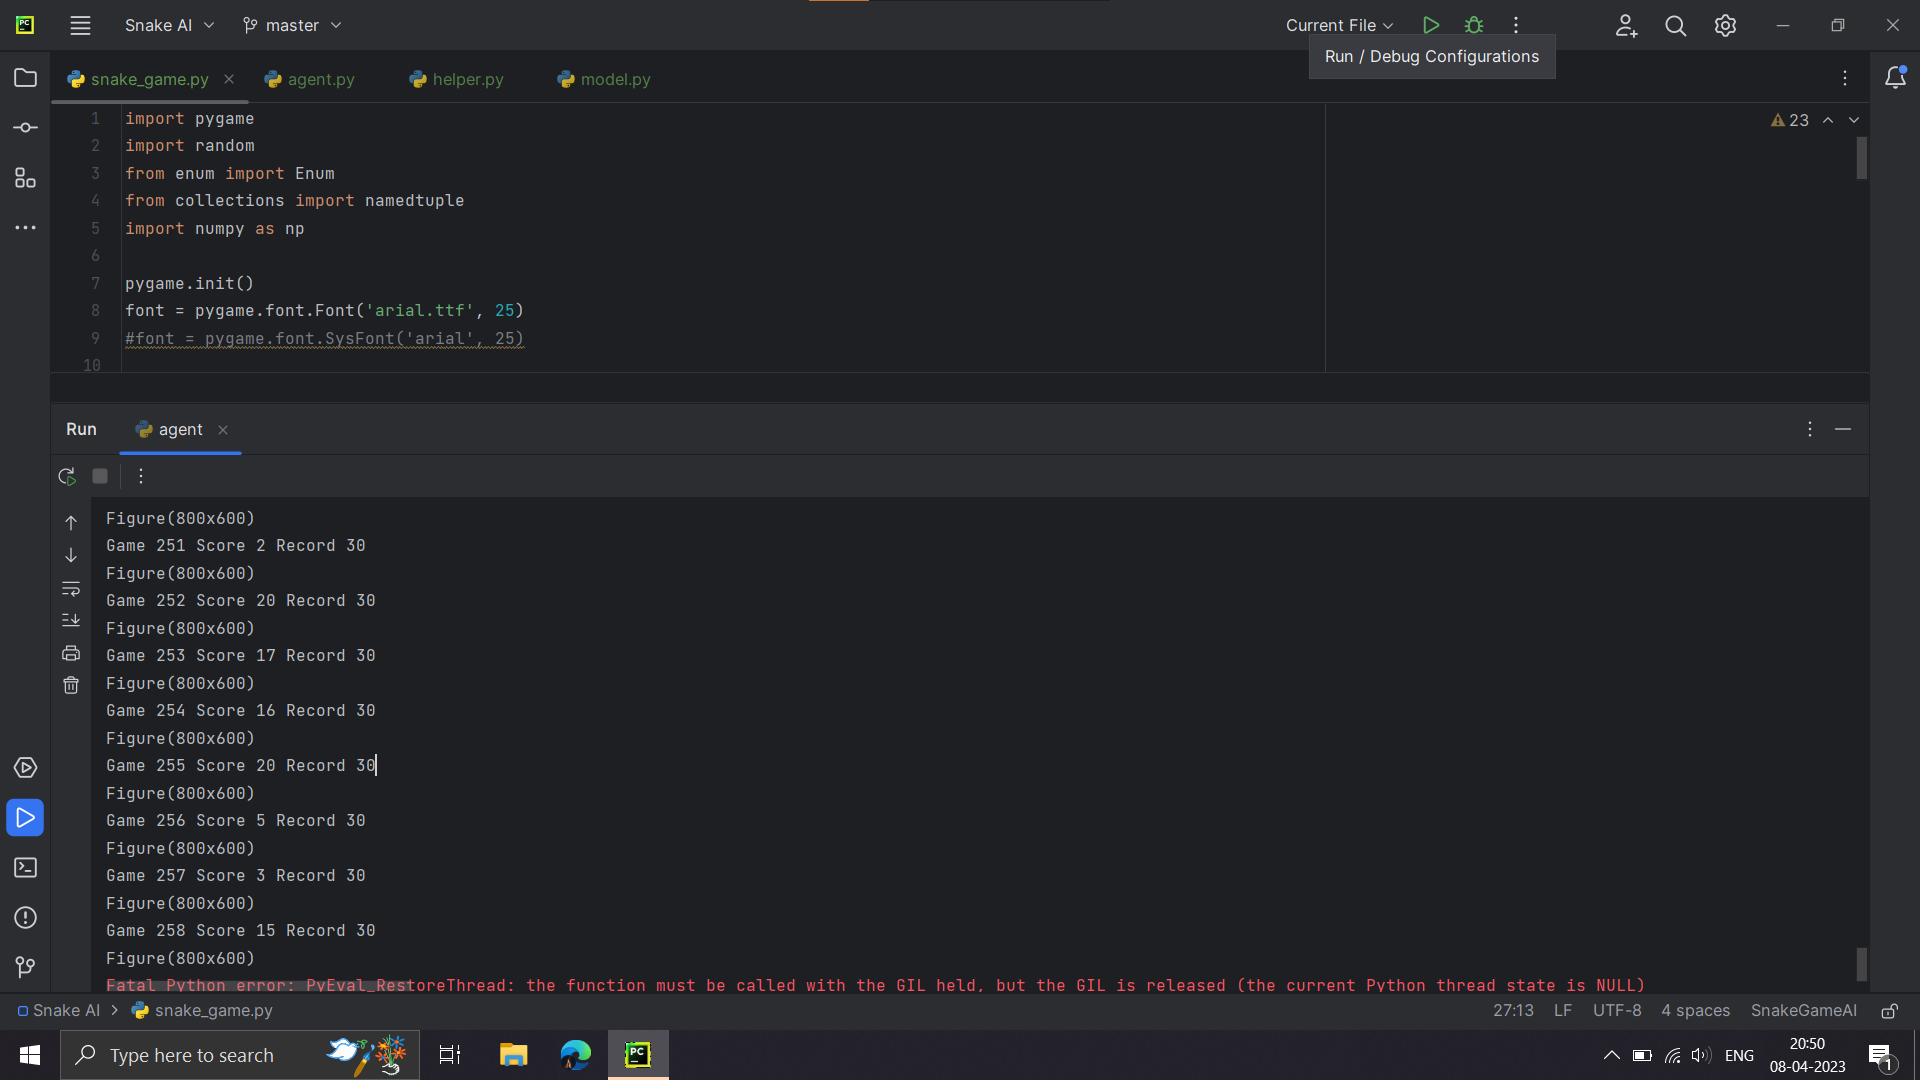 PC
Snake AI
master
Current File
Run / Debug Configurations
snake_game.py
agent.py
helper.py
model.py
23
1 import pygame
2 import random
3 from enum import Enum
4 from collections import namedtuple
5 import numpy as np
6
7 pygame.init()
8 font = pygame.font.Font('arial.ttf', 25)
9 #font = pygame.font.SysFont('arial', 25)
10
Run
agent
Figure(800x600)
Game 251 Score 2 Record 30
Figure(800x600)
Game 252 Score 20 Record 30
Figure(800x600)
Game 253 Score 17 Record 30
Figure(800x600)
Game 254 Score 16 Record 30
Figure(800x600)
Game 255 Score 20 Record 30
Figure(800x600)
Game 256 Score 5 Record 30
Figure(800x600)
Game 257 Score 3 Record 30
Figure(800x600)
Game 258 Score 15 Record 30
Figure(800x600)
Fatal Python error: PyEval_RestoreThread: the function must be called with the GIL held, but the GIL is released (the current Python thread state is NULL)
Snake AI > snake_game.py
27:13 LF UTF-8 4 spaces SnakeGameAI
Type here to search
PC
ENG
20:50
08-04-2023
1